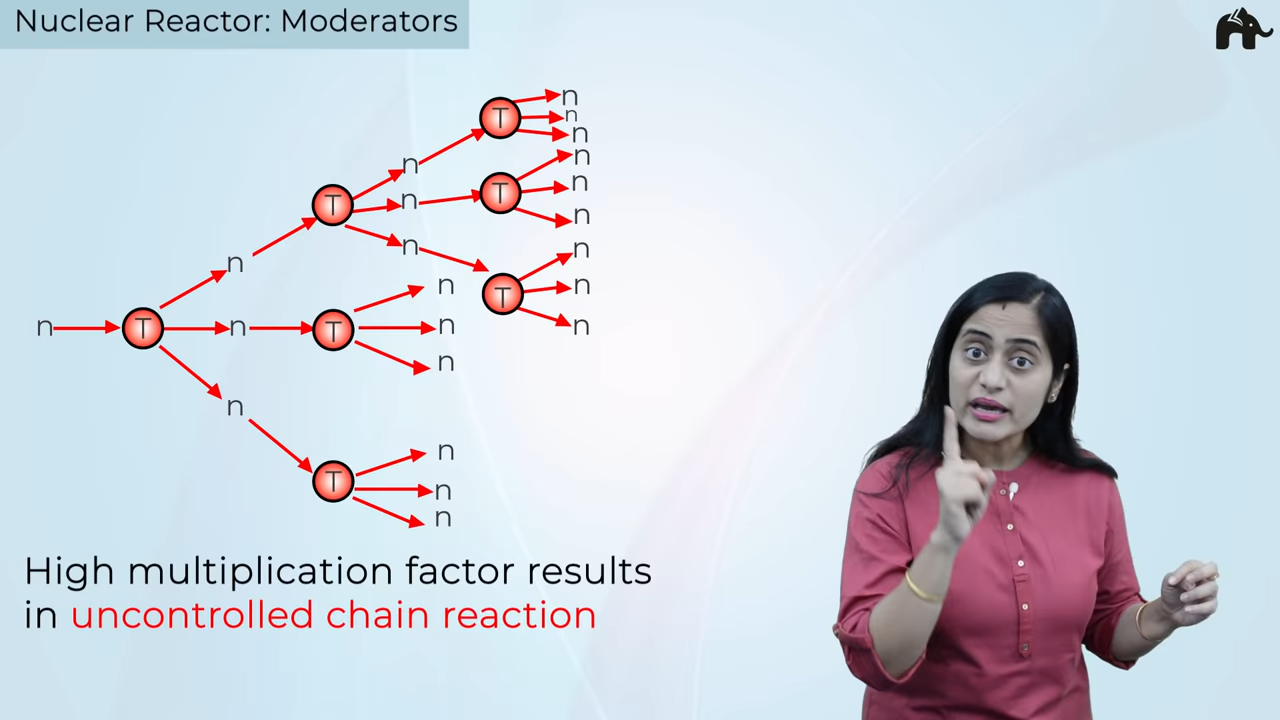 Nuclear Reactor: Moderators
n
T
n
n
n
T
T
T
n
n
n
n
n
n
n
n
n
T
T
T
n
n
n
n
n
n
n
n
n
High multiplication factor results
in uncontrolled chain reaction